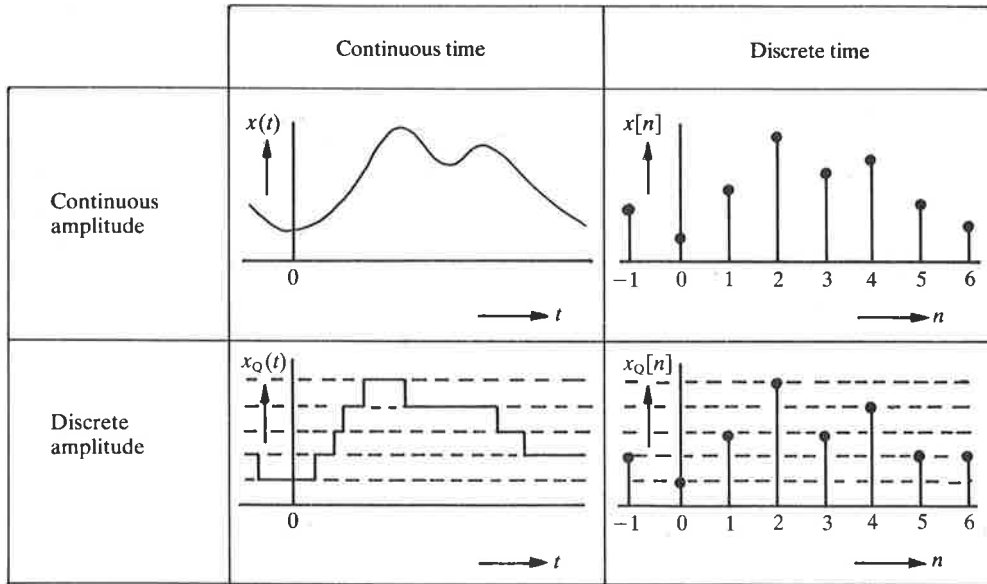 Continuous time
Discrete time
Continuous
amplitude
x(t)
0
t
x[n]
−1 0 1 2 3 4 5 6
n
Discrete
amplitude
x_Q(t)
0
t
x_Q[n]
−1 0 1 2 3 4 5 6
n